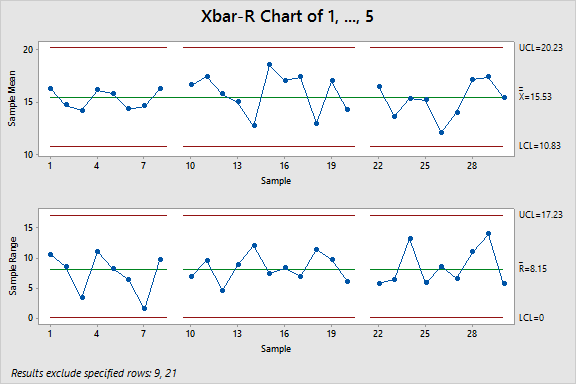 Xbar-R Chart of 1, ..., 5
Sample Mean
20
15
10
UCL=20.23
X̿=15.53
LCL=10.83
1 4 7 10 13 16 19 22 25 28
Sample
Sample Range
15
10
5
0
UCL=17.23
R̅=8.15
LCL=0
1 4 7 10 13 16 19 22 25 28
Sample
Results exclude specified rows: 9, 21